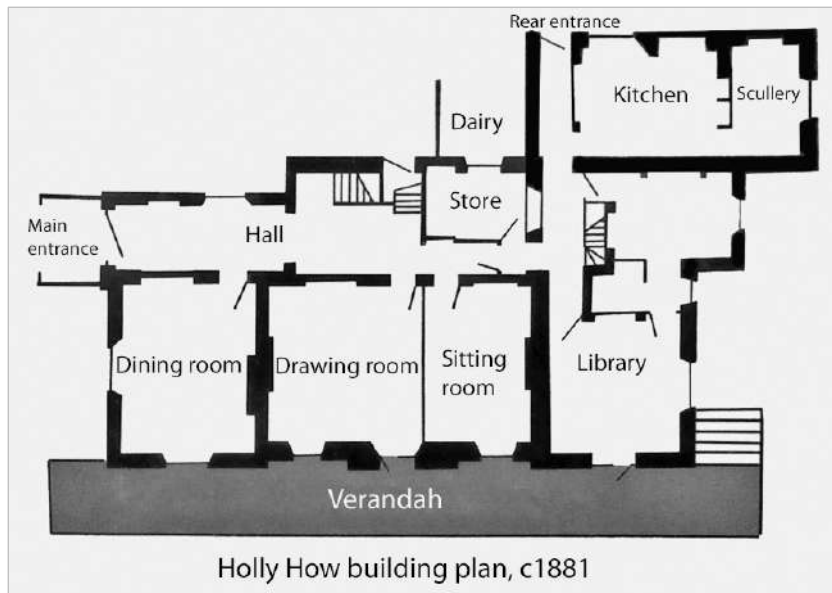 Rear entrance
Kitchen
Scullery
Dairy
Store
Main
entrance
Hall
Dining room
Drawing room
Sitting
room
Library
Verandah
Holly How building plan, c1881